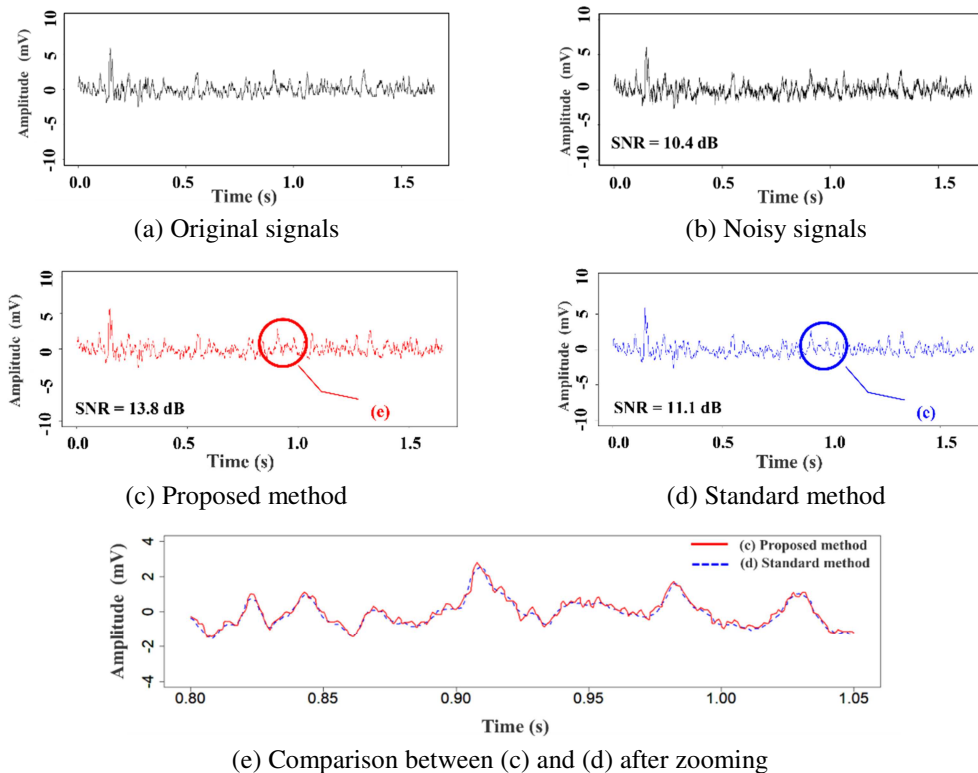 10
5
0
-5
-10
Amplitude (mV)
0.0 0.5 1.0 1.5
Time (s)
(a) Original signals
10
5
0
-5
-10
Amplitude (mV)
SNR = 10.4 dB
0.0 0.5 1.0 1.5
Time (s)
(b) Noisy signals
10
5
0
-5
-10
Amplitude (mV)
SNR = 13.8 dB
(e)
0.0 0.5 1.0 1.5
Time (s)
(c) Proposed method
10
5
0
-5
-10
Amplitude (mV)
SNR = 11.1 dB
(e)
0.0 0.5 1.0 1.5
Time (s)
(d) Standard method
4
2
0
-2
-4
Amplitude (mV)
(c) Proposed method
(d) Standard method
0.80 0.85 0.90 0.95 1.00 1.05
Time (s)
(e) Comparison between (c) and (d) after zooming